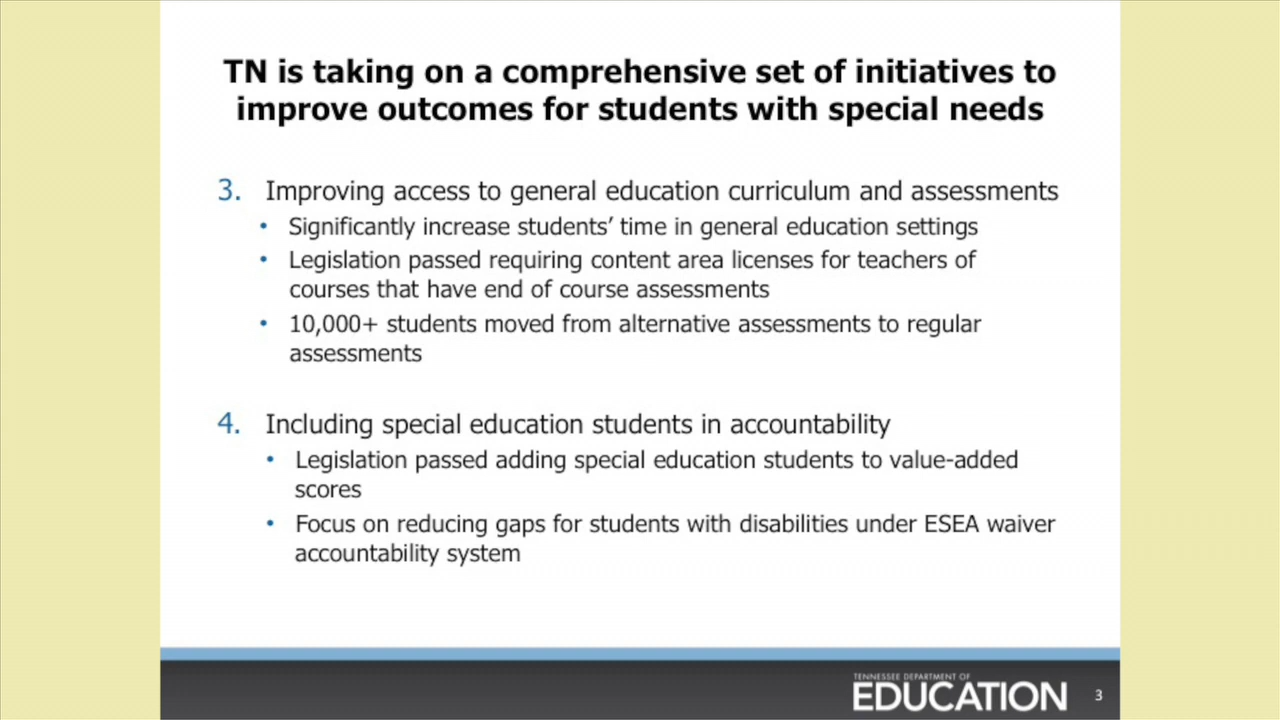 TN is taking on a comprehensive set of initiatives to
improve outcomes for students with special needs
3. Improving access to general education curriculum and assessments
• Significantly increase students’ time in general education settings
• Legislation passed requiring content area licenses for teachers of
courses that have end of course assessments
• 10,000+ students moved from alternative assessments to regular
assessments
4. Including special education students in accountability
• Legislation passed adding special education students to value-added
scores
• Focus on reducing gaps for students with disabilities under ESEA waiver
accountability system
TENNESSEE DEPARTMENT OF
EDUCATION
3